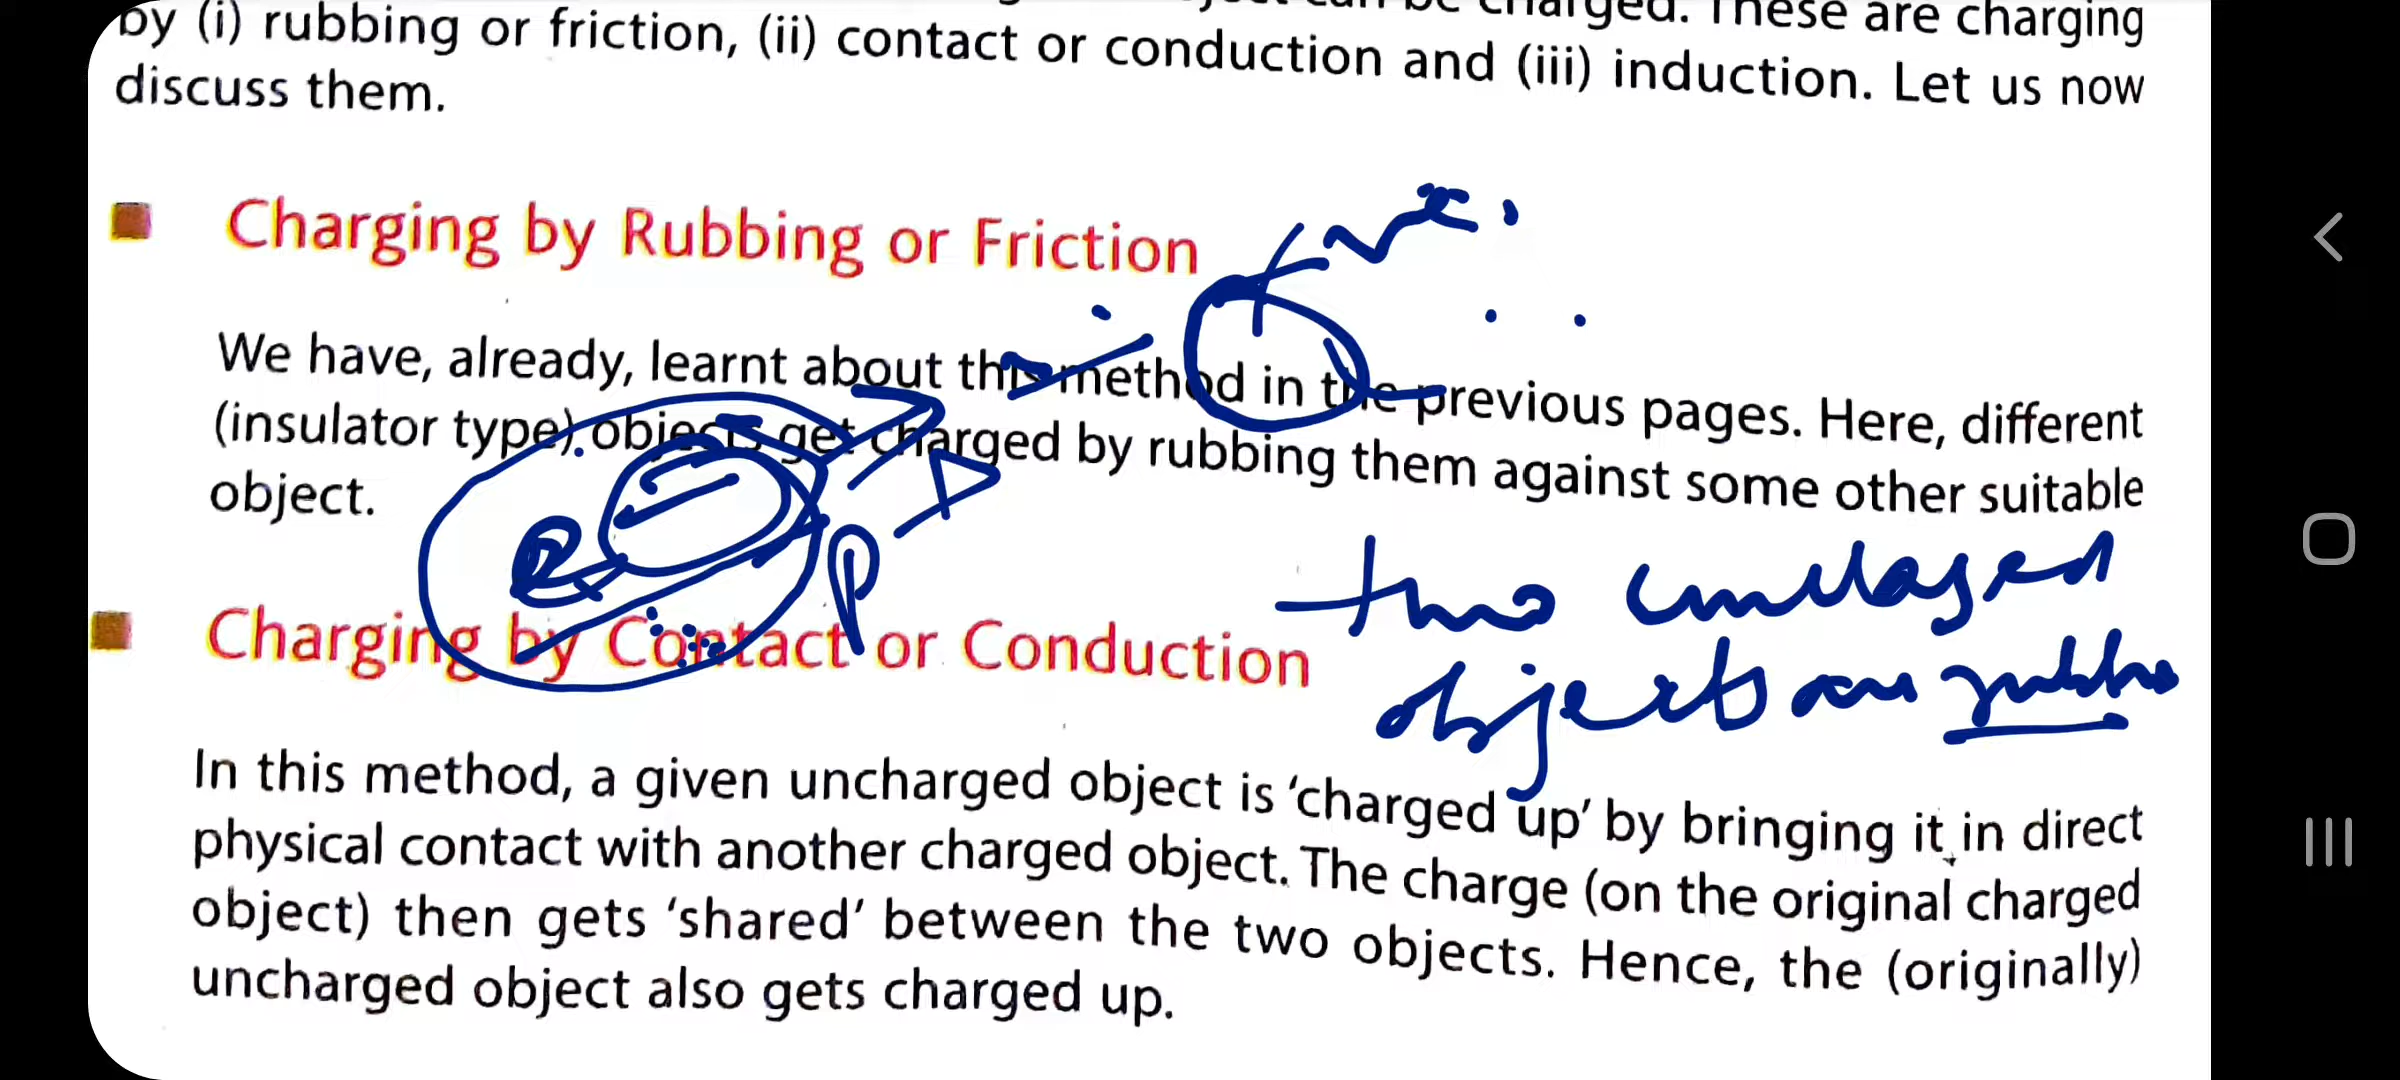 by (i) rubbing or friction, (ii) contact or conduction and (iii) induction. Let us now
discuss them.
Charging by Rubbing or Friction
We have, already, learnt about this method in the previous pages. Here, different
(insulator type) objects get charged by rubbing them against some other suitable
object.
two
objects are
Charging by Contact or Conduction
In this method, a given uncharged object is ‘charged up’ by bringing it in direct
physical contact with another charged object. The charge (on the original charged
object) then gets ‘shared’ between the two objects. Hence, the (originally)
uncharged object also gets charged up.